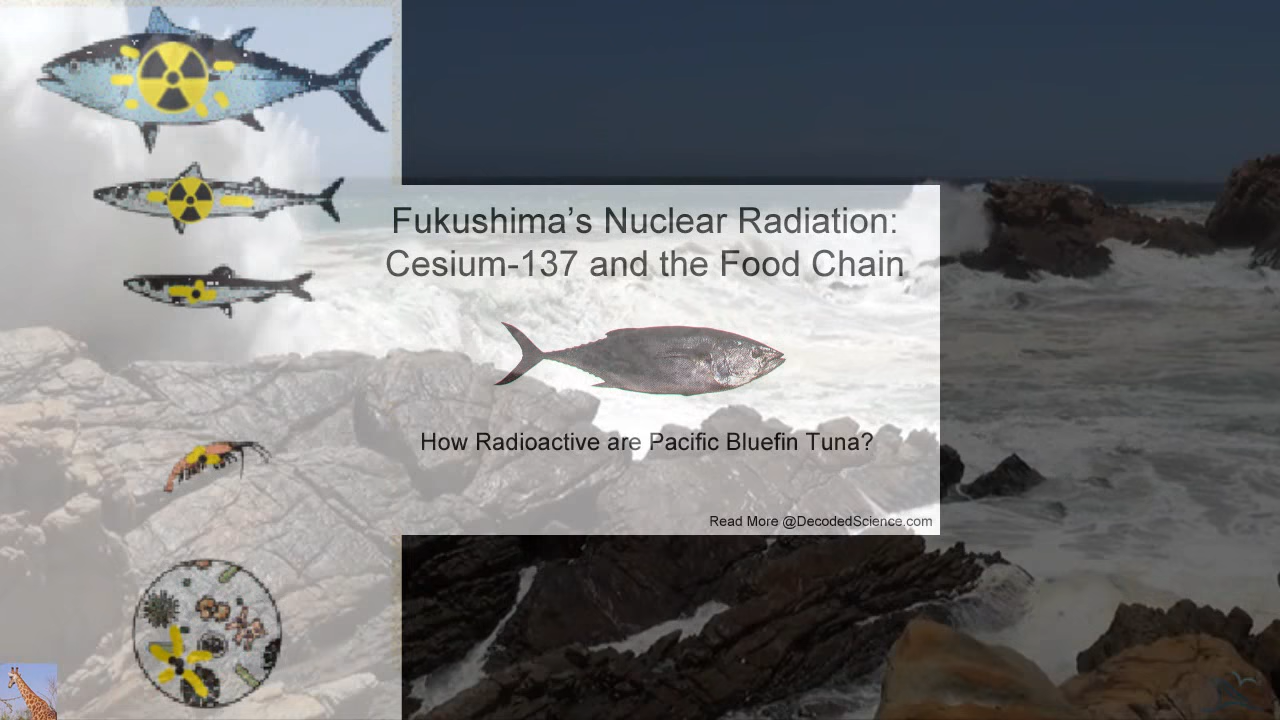 Fukushima’s Nuclear Radiation:
Cesium-137 and the Food Chain
How Radioactive are Pacific Bluefin Tuna?
Read More @DecodedScience.com